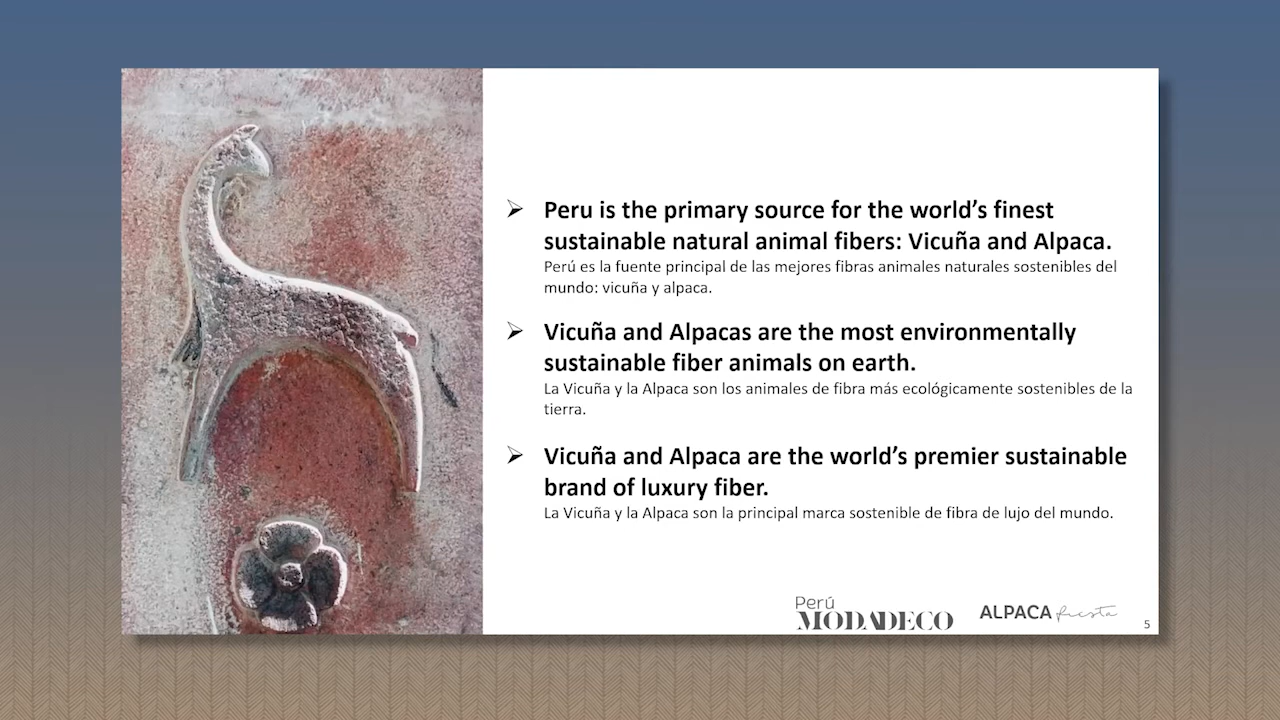 ➢ Peru is the primary source for the world’s finest
sustainable natural animal fibers: Vicuña and Alpaca.
Perú es la fuente principal de las mejores fibras animales naturales sostenibles del
mundo: vicuña y alpaca.
➢ Vicuña and Alpacas are the most environmentally
sustainable fiber animals on earth.
La Vicuña y la Alpaca son los animales de fibra más ecológicamente sostenibles de la
tierra.
➢ Vicuña and Alpaca are the world’s premier sustainable
brand of luxury fiber.
La Vicuña y la Alpaca son la principal marca sostenible de fibra de lujo del mundo.
Perú
MODADECO
ALPACA fiesta
5